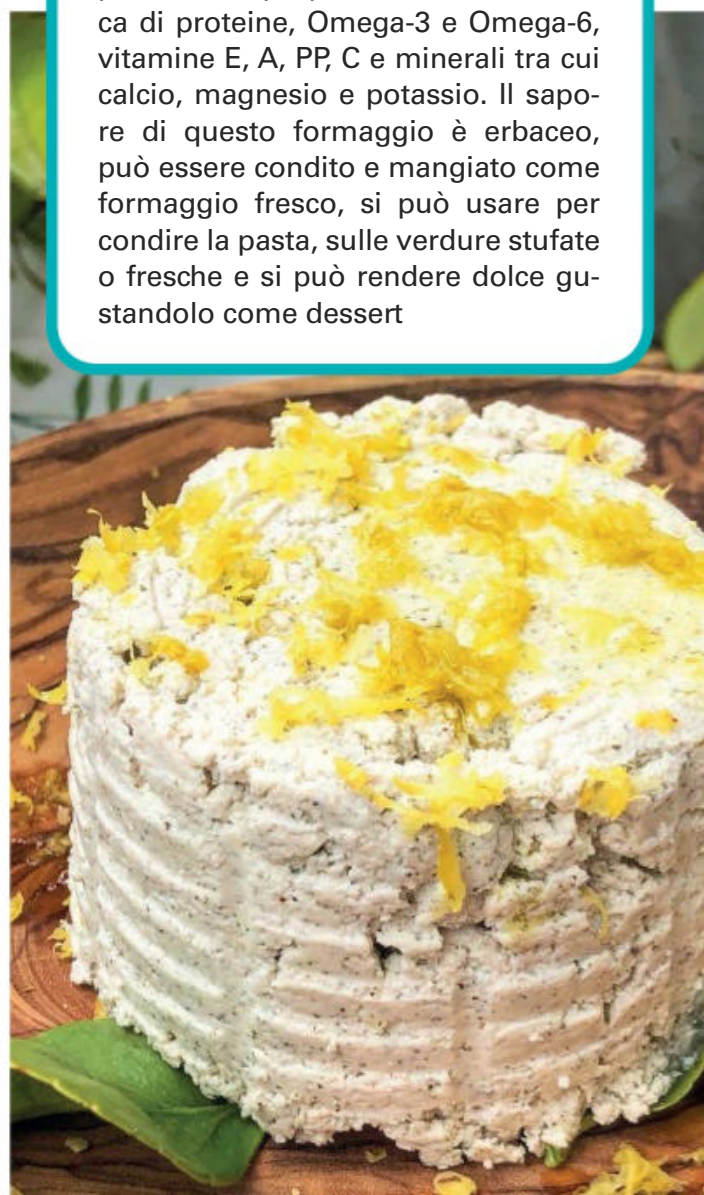 ca di proteine, Omega-3 e Omega-6,
vitamine E, A, PP, C e minerali tra cui
calcio, magnesio e potassio. Il sapo-
re di questo formaggio è erbaceo,
può essere condito e mangiato come
formaggio fresco, si può usare per
condire la pasta, sulle verdure stufate
o fresche e si può rendere dolce gu-
standolo come dessert